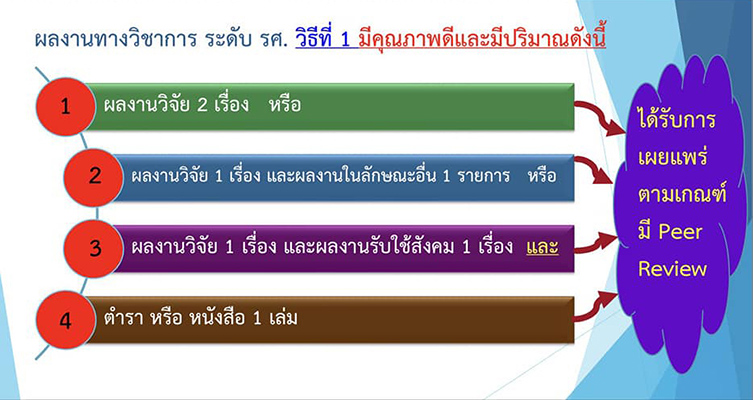 ผลงานทางวิชาการ ระดับ รศ. วิธีที่ 1 มีคุณภาพดีและมีปริมาณดังนี้
1 ผลงานวิจัย 2 เรื่อง หรือ
2 ผลงานวิจัย 1 เรื่อง และผลงานในลักษณะอื่น 1 รายการ หรือ
3 ผลงานวิจัย 1 เรื่อง และผลงานรับใช้สังคม 1 เรื่อง และ
4 ตำรา หรือ หนังสือ 1 เล่ม
ได้รับการ
เผยแพร่
ตามเกณฑ์
มี Peer
Review